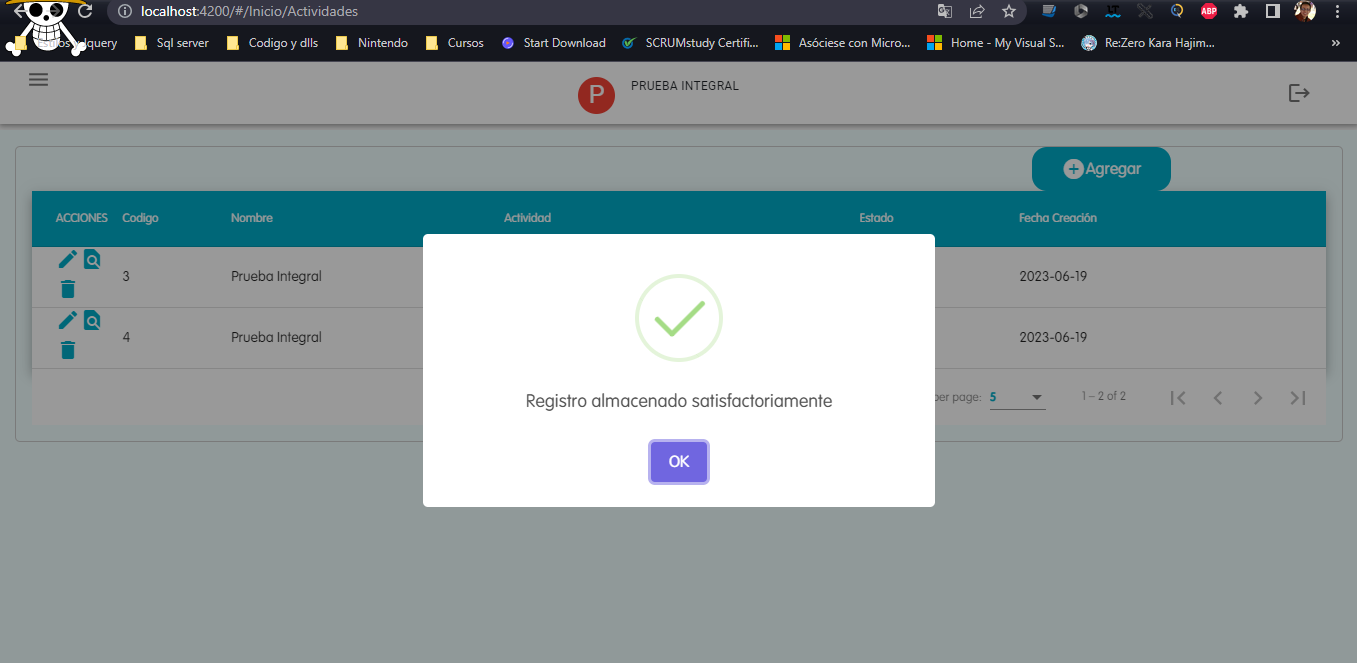 localhost:4200/#/Inicio/Actividades
ABP
Jquery Sql server Codigo y dlls Nintendo Cursos Start Download SCRUMstudy Certifi... Asóciese con Micro... Home - My Visual S... Re:Zero Kara Hajim... »
P PRUEBA INTEGRAL
Agregar
ACCIONES Codigo Nombre Actividad Estado Fecha Creación
3 Prueba Integral 2023-06-19
4 Prueba Integral 2023-06-19
per page: 5 1 – 2 of 2
Registro almacenado satisfactoriamente
OK